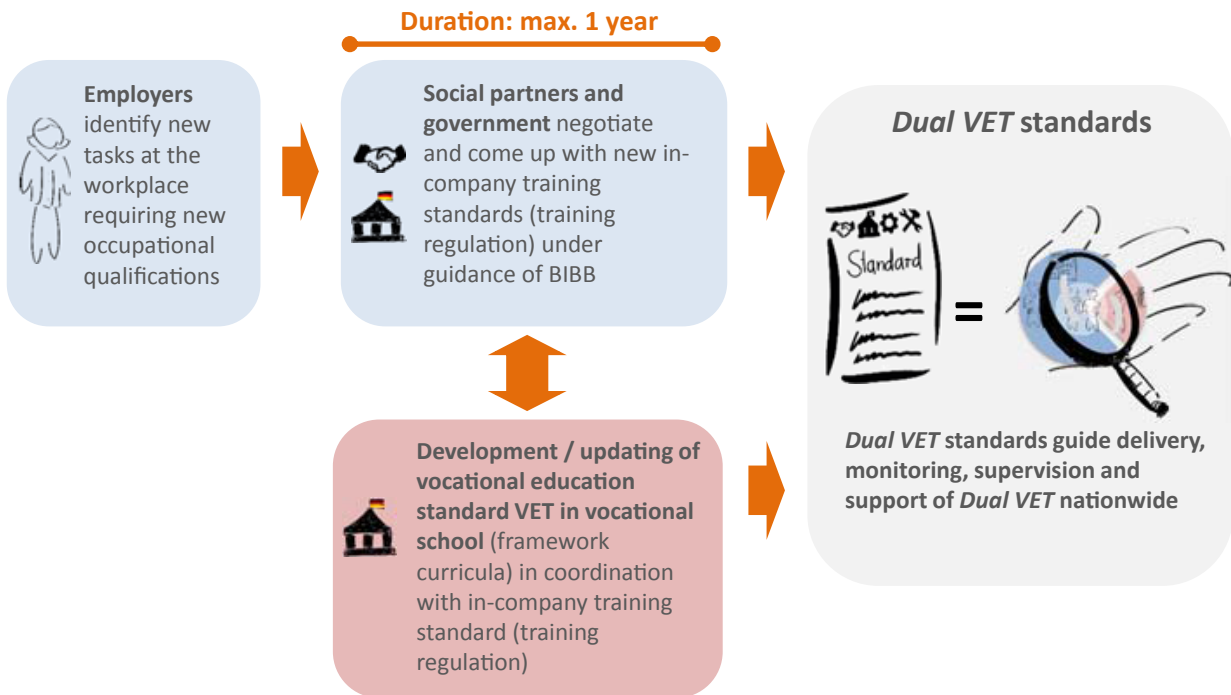 Duration: max. 1 year
Employers
identify new
tasks at the
workplace
requiring new
occupational
qualifications
Social partners and
government negotiate
and come up with new in-
company training
standards (training
regulation) under
guidance of BIBB
Development / updating of
vocational education
standard VET in vocational
school (framework
curricula) in coordination
with in-company training
standard (training
regulation)
Dual VET standards
Standard
=
Dual VET standards guide delivery,
monitoring, supervision and
support of Dual VET nationwide